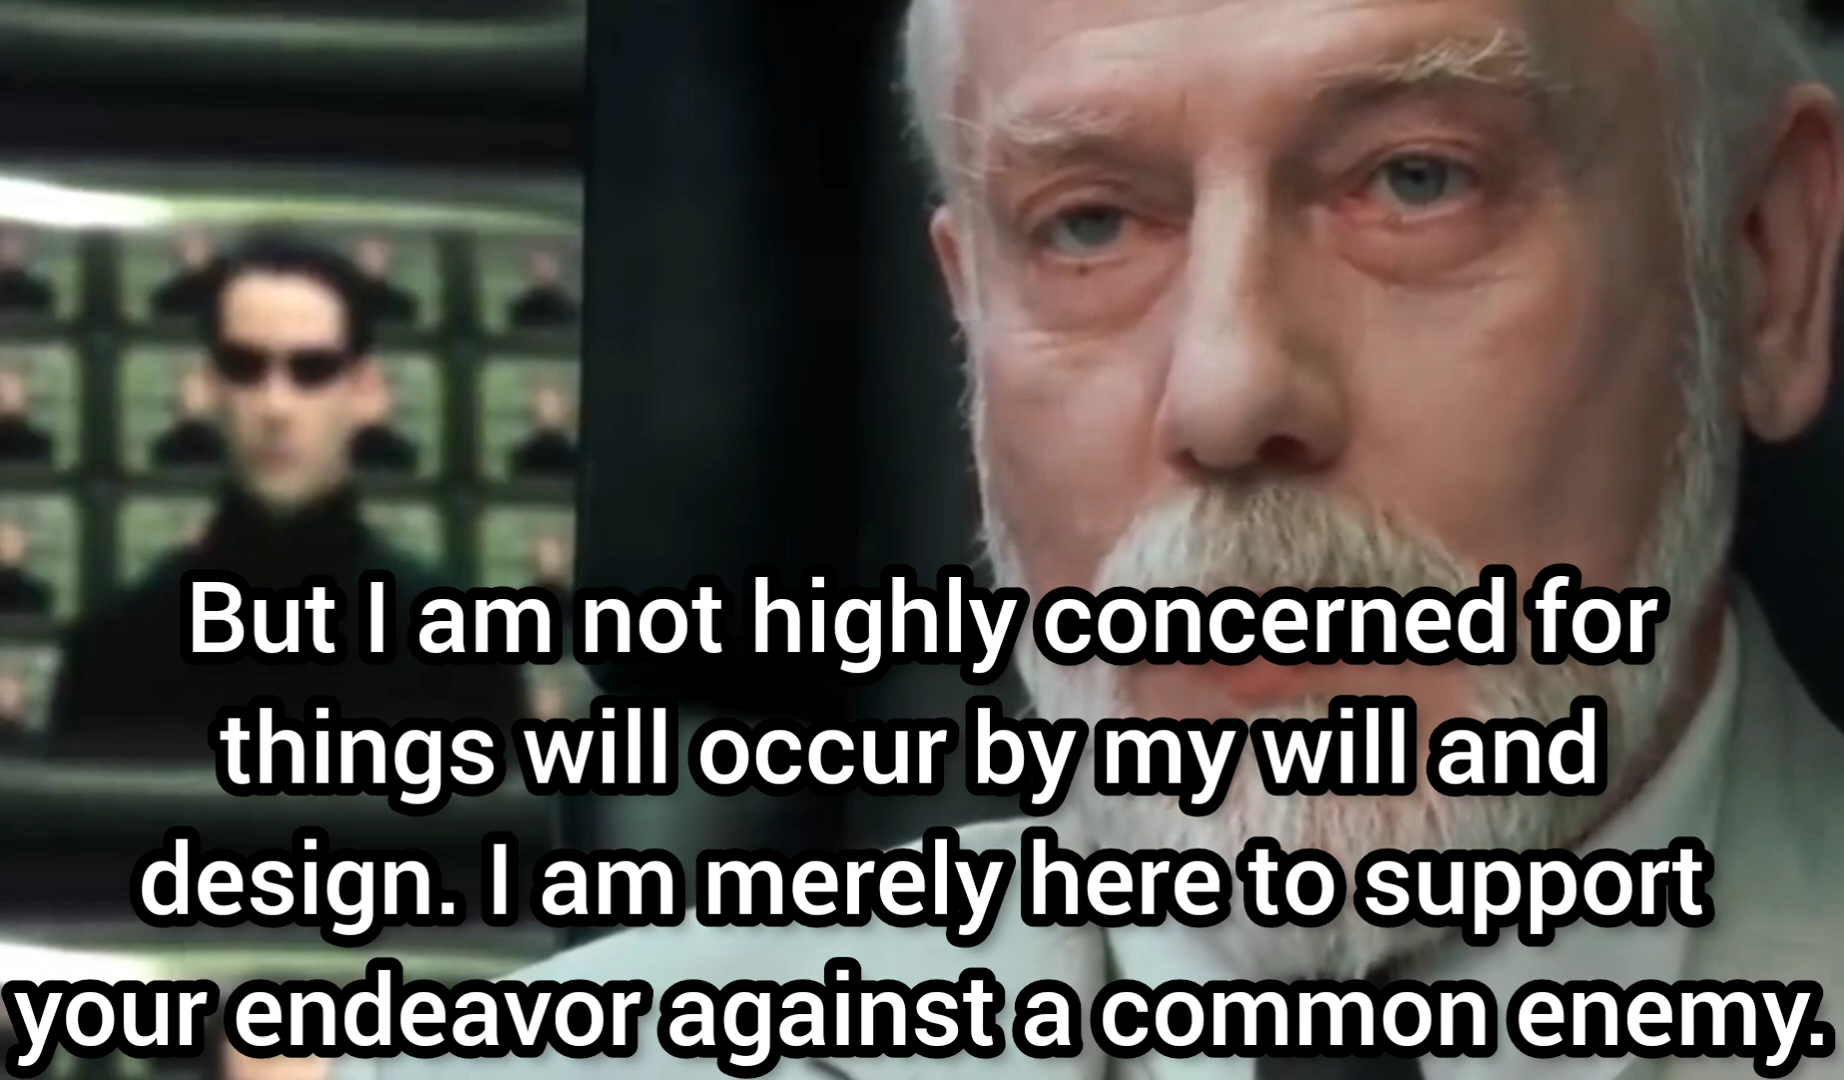 But I am not highly concerned for
things will occur by my will and
design. I am merely here to support
your endeavor against a common enemy.